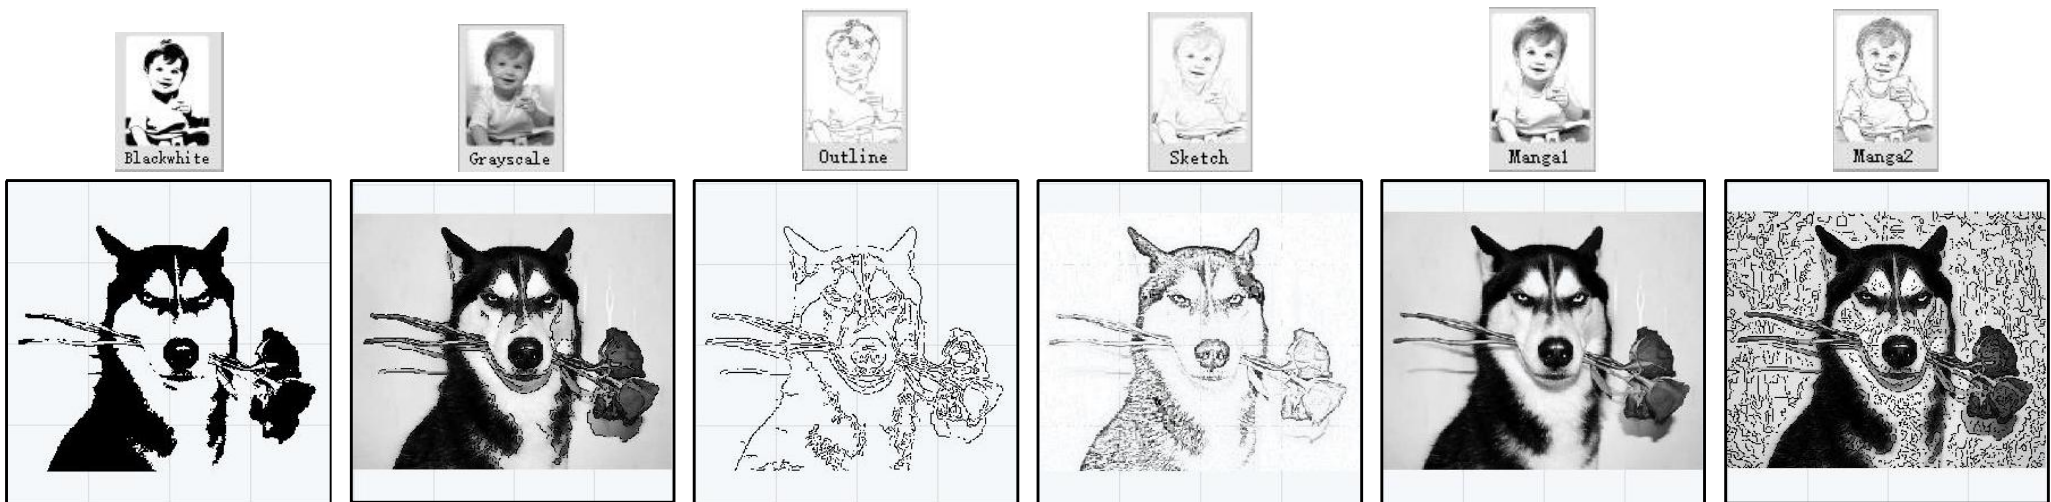 Blackwhite
Grayscale
Outline
Sketch
Manga1
Manga2